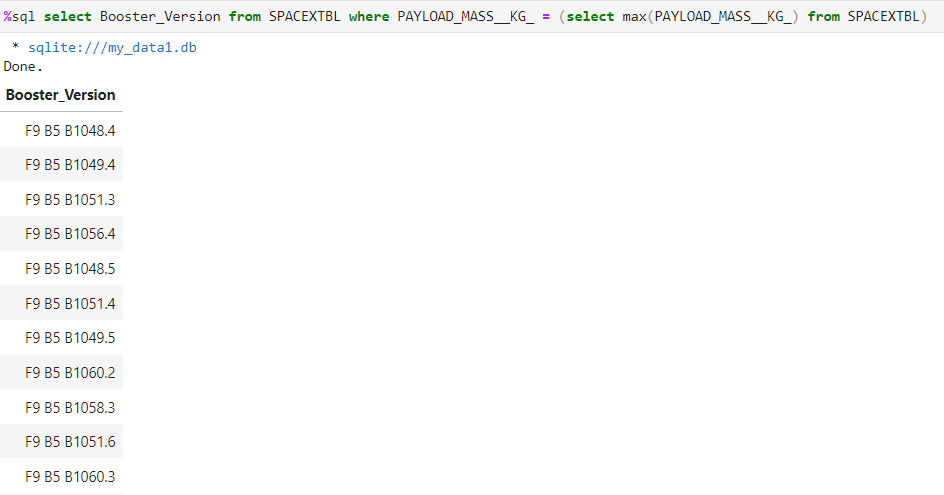 %sql select Booster_Version from SPACEXTBL where PAYLOAD_MASS__KG_ = (select max(PAYLOAD_MASS__KG_) from SPACEXTBL)
* sqlite:///my_data1.db
Done.
Booster_Version
F9 B5 B1048.4
F9 B5 B1049.4
F9 B5 B1051.3
F9 B5 B1056.4
F9 B5 B1048.5
F9 B5 B1051.4
F9 B5 B1049.5
F9 B5 B1060.2
F9 B5 B1058.3
F9 B5 B1051.6
F9 B5 B1060.3